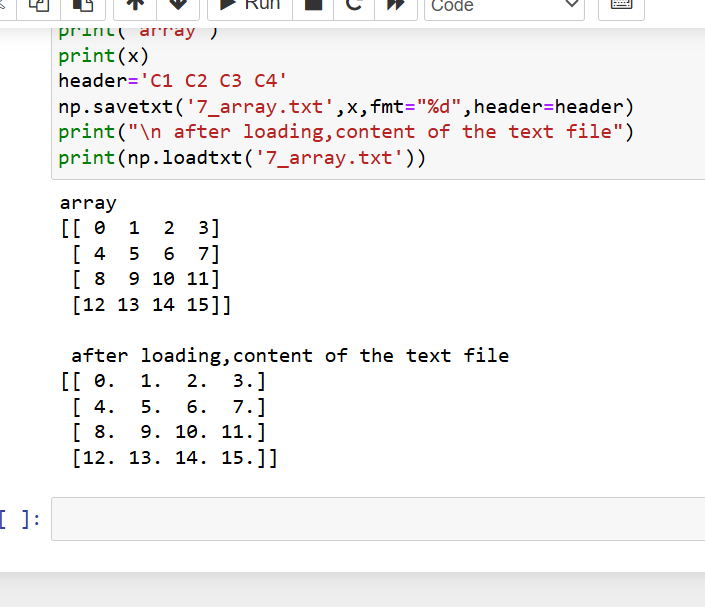 Run
Code
print("array")
print(x)
header='C1 C2 C3 C4'
np.savetxt('7_array.txt',x,fmt="%d",header=header)
print("\n after loading,content of the text file")
print(np.loadtxt('7_array.txt'))
array
[[ 0  1  2  3]
 [ 4  5  6  7]
 [ 8  9 10 11]
 [12 13 14 15]]
 after loading,content of the text file
[[ 0.  1.  2.  3.]
 [ 4.  5.  6.  7.]
 [ 8.  9. 10. 11.]
 [12. 13. 14. 15.]]
[ ]: